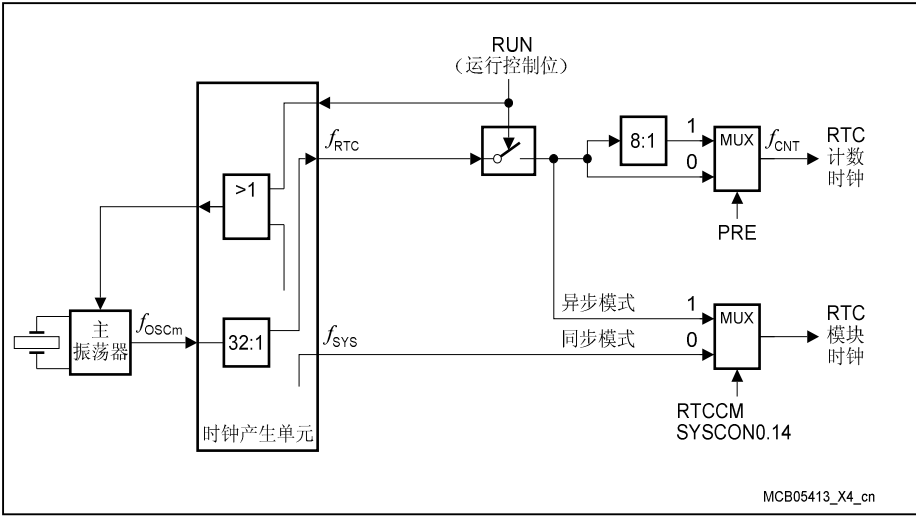 RUN
（运行控制位）
fRTC
8:1
1
0
MUX
fCNT
RTC
计数
时钟
PRE
>1
主
振荡器
fOSCm
32:1
fSYS
时钟产生单元
异步模式
1
同步模式
0
MUX
RTC
模块
时钟
RTCCM
SYSCON0.14
MCB05413_X4_cn